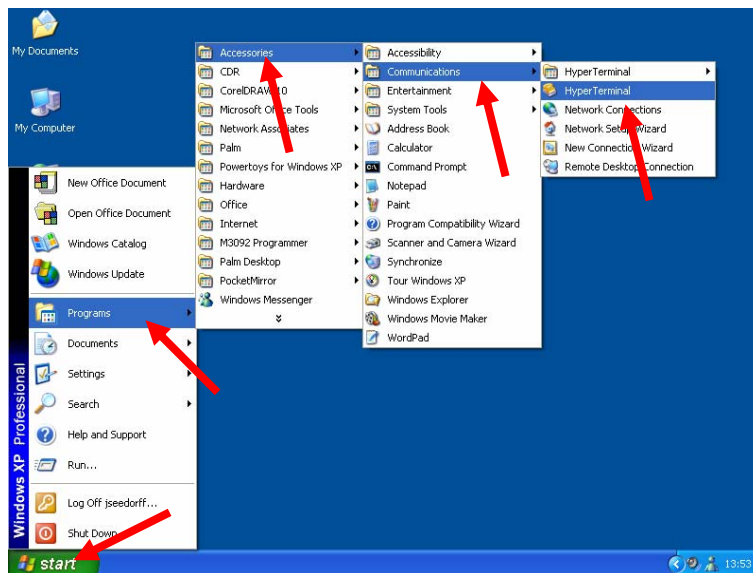 My Documents
My Computer
New Office Document
Open Office Document
Windows Catalog
Windows Update
Programs
Documents
Settings
Search
Help and Support
Run...
Log Off jseedorff...
Shut Down
Windows XP Professional
start
Accessories
CDR
CorelDRAW 10
Microsoft Office Tools
Network Associates
Palm
Powertoys for Windows XP
Hardware
Office
Internet
M3092 Programmer
Palm Desktop
PocketMirror
Windows Messenger
Accessibility
Communications
Entertainment
System Tools
Address Book
Calculator
Command Prompt
Notepad
Paint
Program Compatibility Wizard
Scanner and Camera Wizard
Synchronize
Tour Windows XP
Windows Explorer
Windows Movie Maker
WordPad
HyperTerminal
HyperTerminal
Network Connections
Network Setup Wizard
New Connection Wizard
Remote Desktop Connection
13:53